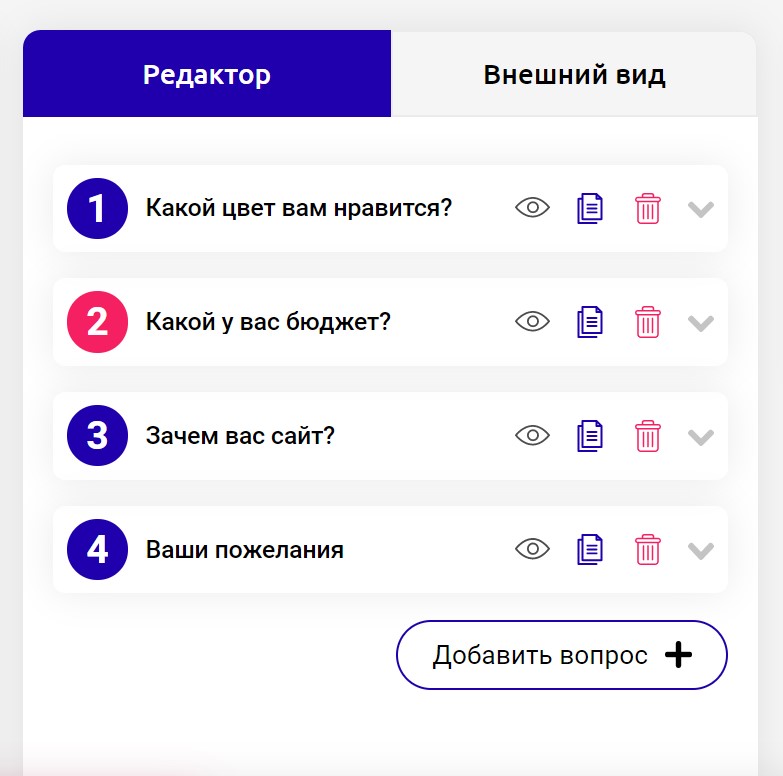 Редактор
Внешний вид
1 Какой цвет вам нравится?
2 Какой у вас бюджет?
3 Зачем вас сайт?
4 Ваши пожелания
Добавить вопрос